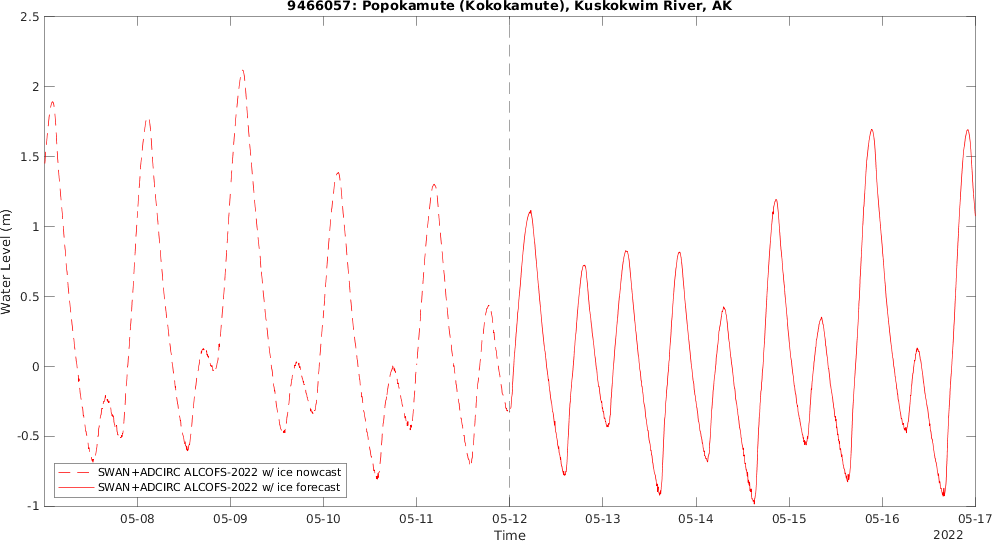 9466057: Popokamute (Kokokamute), Kuskokwim River, AK
2.5
2
1.5
1
0.5
0
-0.5
-1
Water Level (m)
SWAN+ADCIRC ALCOFS-2022 w/ ice nowcast
SWAN+ADCIRC ALCOFS-2022 w/ ice forecast
05-08 05-09 05-10 05-11 05-12 05-13 05-14 05-15 05-16 05-17
Time
2022